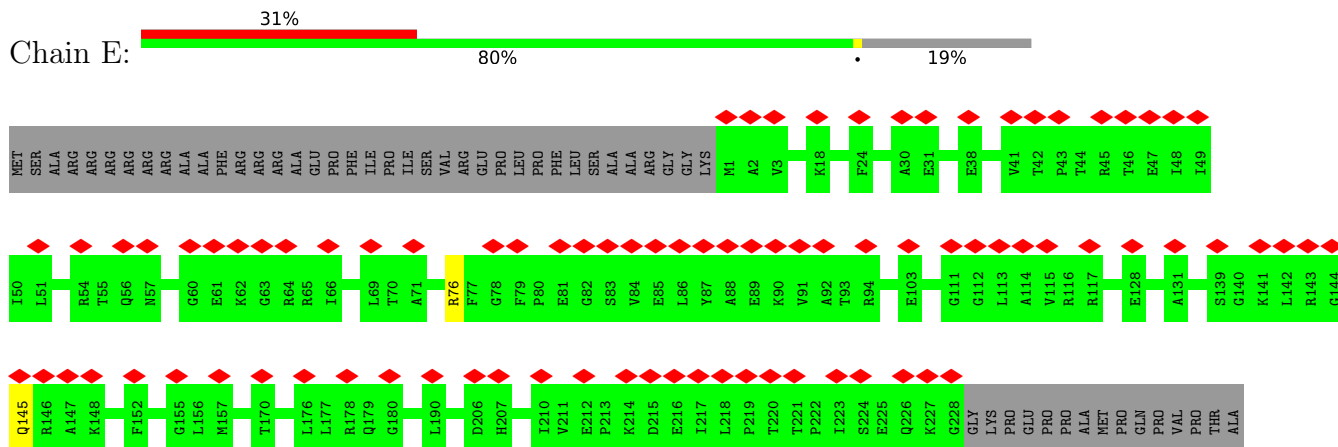 31%
Chain E:
80% • 19%
MET SER ALA ARG ARG ARG ARG ARG ARG ALA ALA PHE ARG ARG ARG ALA GLU PRO PHE ILE PRO ILE SER VAL ARG GLU PRO LEU PRO PHE LEU SER ALA ALA ARG GLY GLY LYS M1 A2 V3 K18 F24 A30 E31 E38 V41 T42 P43 T44 R45 T46 E47 I48 I49
I50 L51 R54 T55 Q56 N57 G60 E61 K62 G63 R64 R65 I66 L69 T70 A71 R76 F77 G78 F79 P80 E81 G82 S83 V84 E85 L86 Y87 A88 E89 K90 V91 A92 T93 R94 E103 G111 G112 L113 A114 V115 R116 R117 E128 A131 S139 G140 K141 L142 R143 G144
Q145 R146 A147 K148 F152 G155 L156 M157 T170 L176 L177 R178 Q179 G180 L190 D206 H207 I210 V211 E212 P213 K214 D215 E216 I217 L218 P219 T220 T221 P222 I223 S224 E225 Q226 K227 G228 GLY LYS PRO GLU PRO PRO ALA MET PRO GLN PRO VAL PRO THR ALA